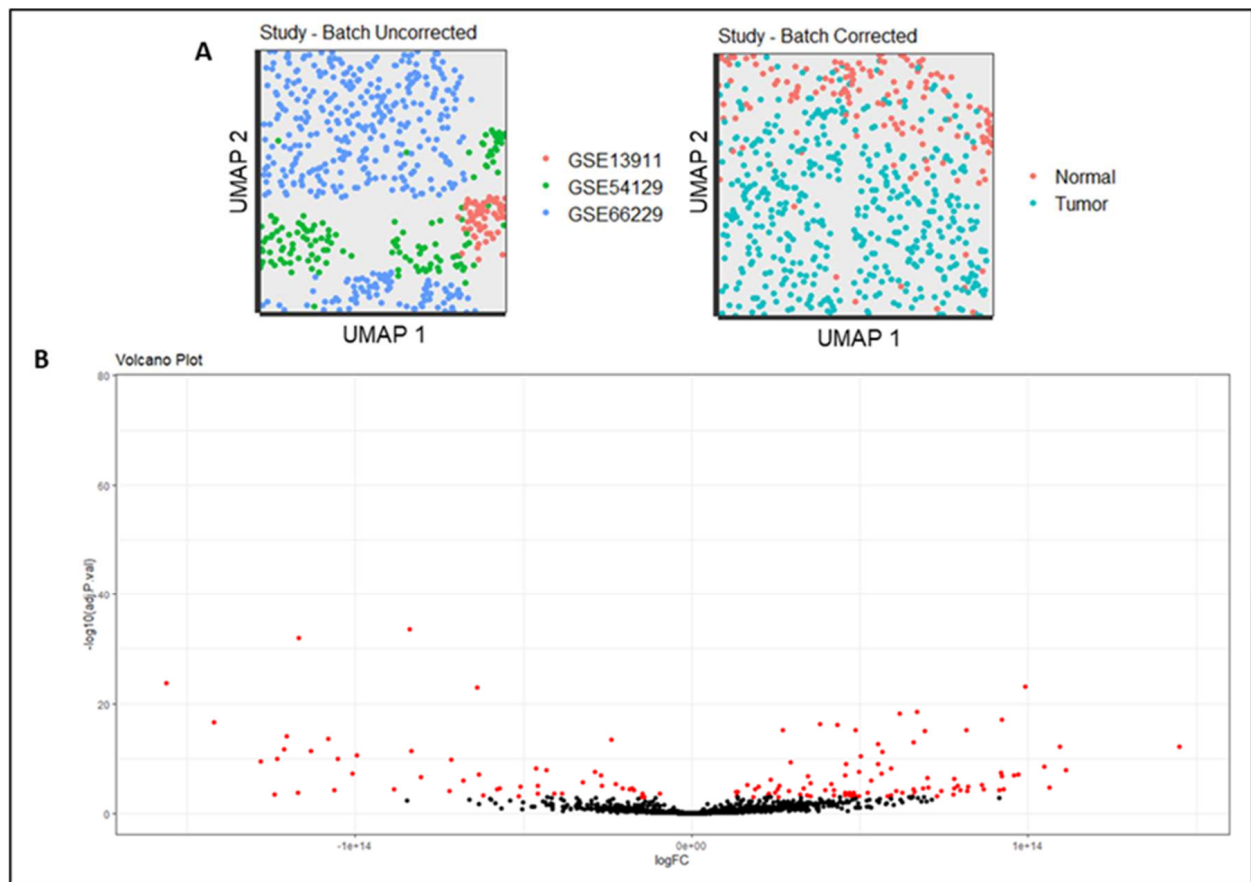 A
Study - Batch Uncorrected
UMAP 2
UMAP 1
GSE13911
GSE54129
GSE66229
Study - Batch Corrected
UMAP 2
UMAP 1
Normal
Tumor
B
Volcano Plot
-log10(adj.P.val)
80
60
40
20
0
-1e+14
0e+00
1e+14
logFC